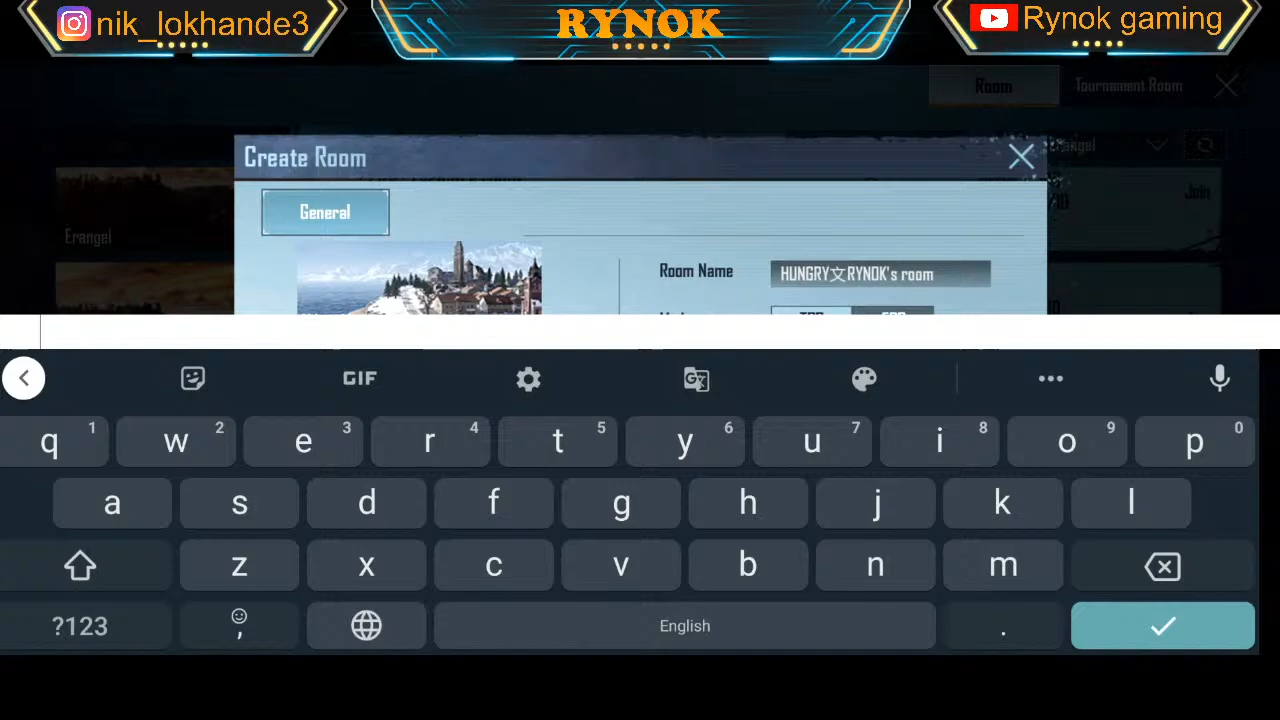 nik_lokhande3
RYNOK
Rynok gaming
Room
Tournament Room
Create Room
General
Erangel
Join
Room Name
HUNGRY文RYNOK's room
GIF
q 1 w 2 e 3 r 4 t 5 y 6 u 7 i 8 o 9 p 0
a s d f g h j k l
z x c v b n m
?123 , English .